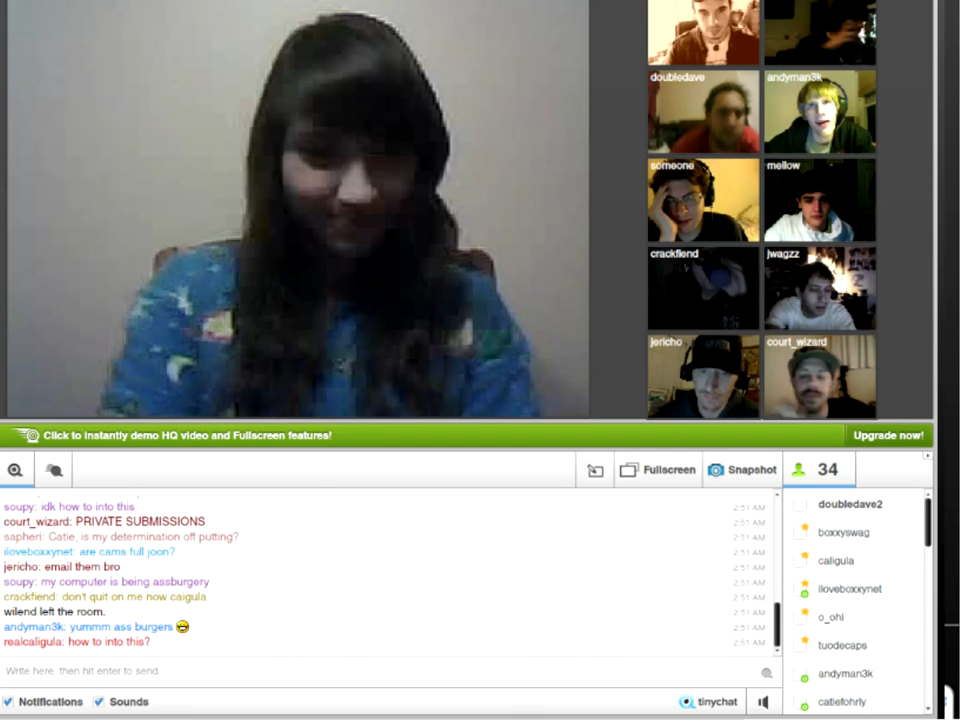 doubledave
andyman3k
someone
mellow
crackfiend
jwagzz
jericho
court_wizard
Click to instantly demo HQ video and Fullscreen features!
Upgrade now!
Fullscreen
Snapshot
34
soupy: idk how to into this 2:51 AM
court_wizard: PRIVATE SUBMISSIONS 2:51 AM
sapheri: Catie, is my determination off putting? 2:51 AM
iloveboxxynet: are cams full joon? 2:51 AM
jericho: email them bro 2:51 AM
soupy: my computer is being assburgery 2:51 AM
crackfiend: don't quit on me now caigula 2:51 AM
wilend left the room. 2:51 AM
andyman3k: yummm ass burgers 2:51 AM
realcaligula: how to into this? 2:51 AM
Write here, then hit enter to send
Notifications
Sounds
tinychat
doubledave2
boxxyswag
caligula
iloveboxxynet
o_ohl
tuodecaps
andyman3k
catiefohrly